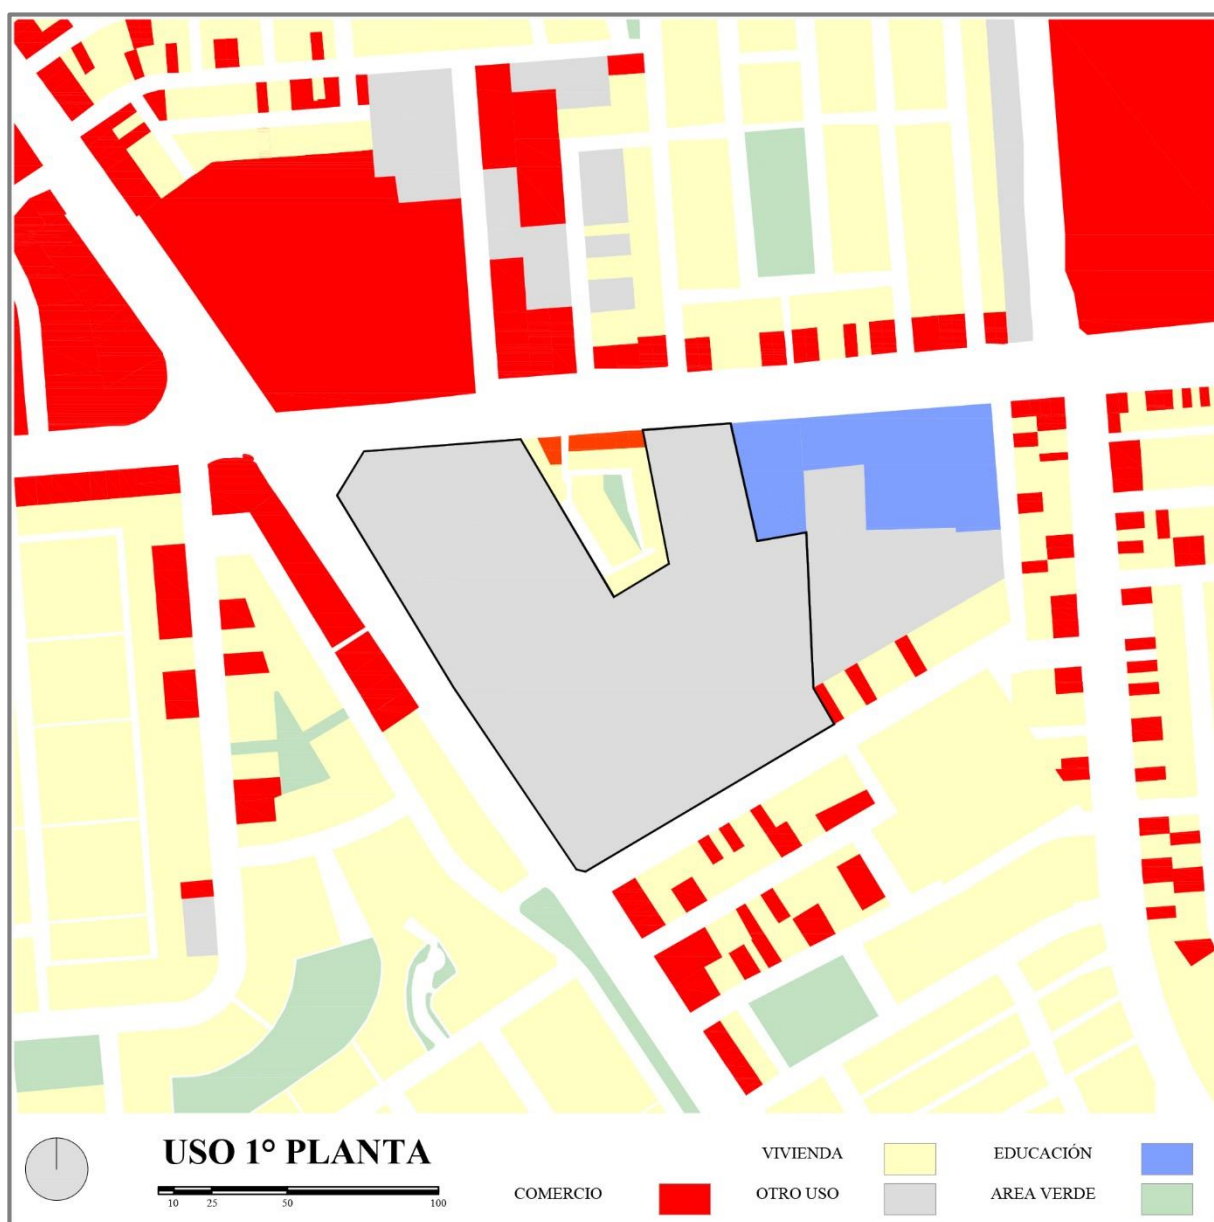 USO 1° PLANTA
10 25 50 100
COMERCIO
VIVIENDA
OTRO USO
EDUCACIÓN
AREA VERDE